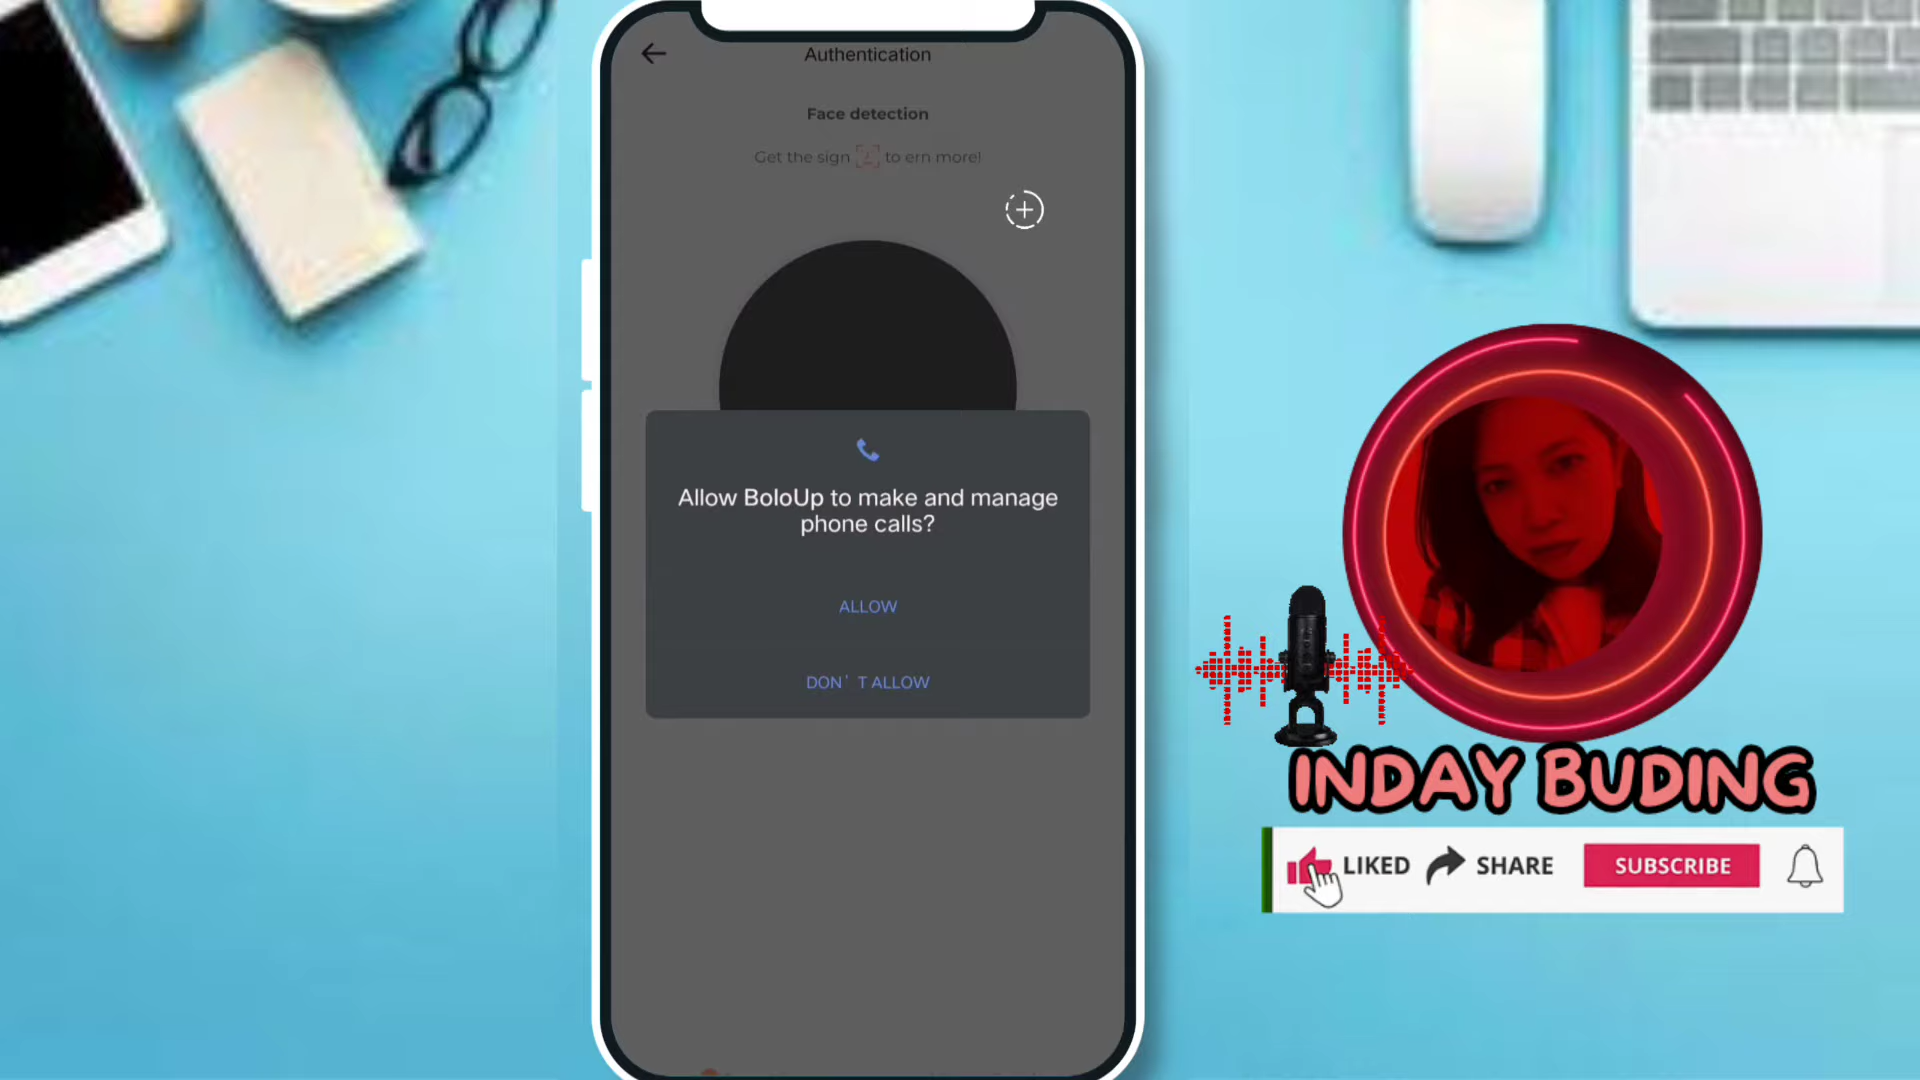 Authentication
Face detection
Get the sign to ern more!
Allow BoloUp to make and manage
phone calls?
ALLOW
DON’T ALLOW
INDAY BUDING
LIKED SHARE SUBSCRIBE